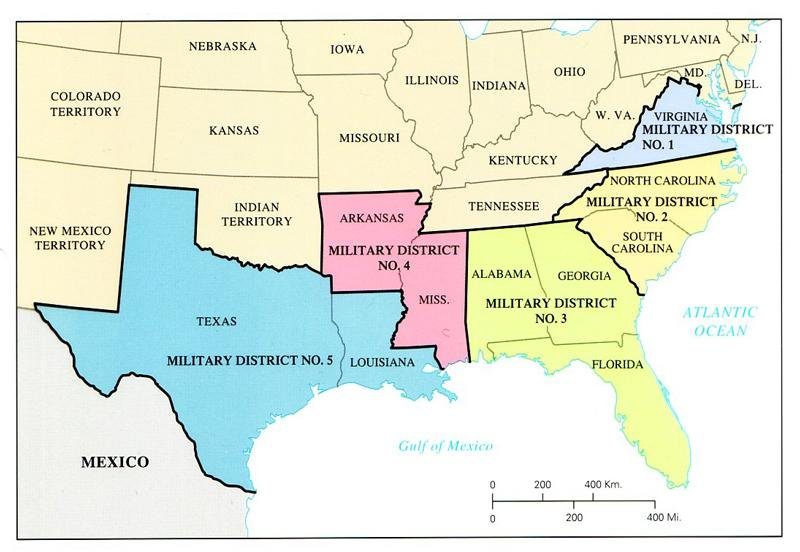 NEBRASKA
IOWA
ILLINOIS
INDIANA
OHIO
PENNSYLVANIA
N.J.
MD.
DEL.
COLORADO
TERRITORY
KANSAS
MISSOURI
W. VA.
VIRGINIA
MILITARY DISTRICT
NO. 1
KENTUCKY
NEW MEXICO
TERRITORY
INDIAN
TERRITORY
ARKANSAS
MILITARY DISTRICT
NO. 4
MISS.
TENNESSEE
NORTH CAROLINA
MILITARY DISTRICT
NO. 2
SOUTH
CAROLINA
ALABAMA
GEORGIA
MILITARY DISTRICT
NO. 3
FLORIDA
TEXAS
MILITARY DISTRICT NO. 5
LOUISIANA
ATLANTIC
OCEAN
MEXICO
Gulf of Mexico
0 200 400 Km.
0 200 400 Mi.